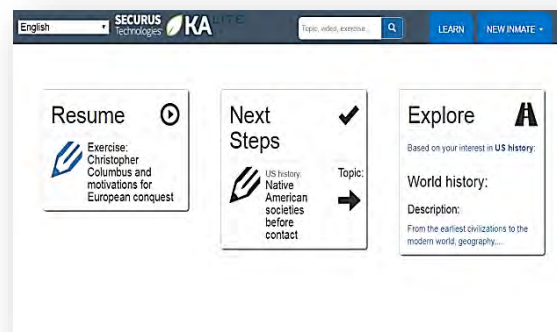 English
SECURUS
Technologies
KA LITE
Topic, video, exercise...
LEARN
NEW INMATE
Resume
Exercise:
Christopher
Columbus and
motivations for
European conquest
Next
Steps
US history:
Native
American
societies
before
contact
Topic:
Explore
Based on your interest in US history:
World history:
Description:
From the earliest civilizations to the
modern world, geography,....